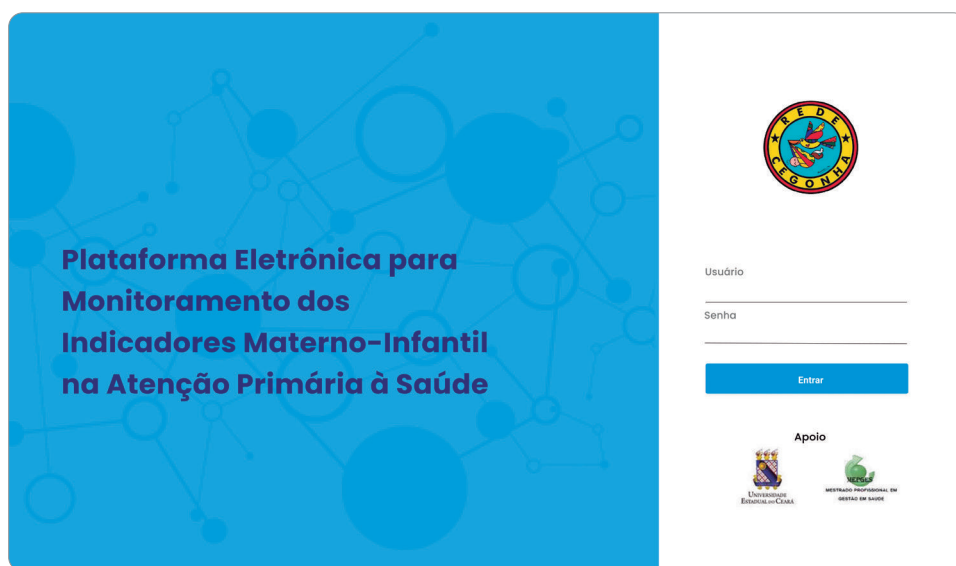 Plataforma Eletrônica para
Monitoramento dos
Indicadores Materno-Infantil
na Atenção Primária à Saúde
REDE
CEGONHA
Usuário
Senha
Entrar
Apoio
UNIVERSIDADE
ESTADUAL DO CEARÁ
MEPGES
MESTRADO PROFISSIONAL EM
GESTÃO EM SAÚDE